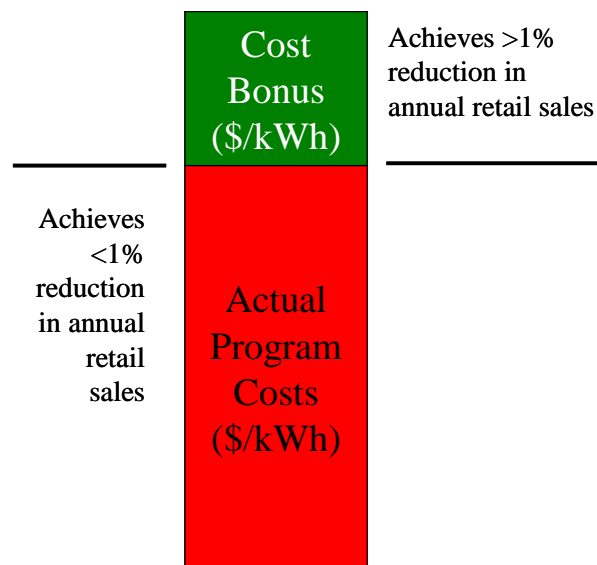 Cost
Bonus
($/kWh)
Achieves >1%
reduction in
annual retail sales
Achieves
<1%
reduction
in annual
retail
sales
Actual
Program
Costs
($/kWh)